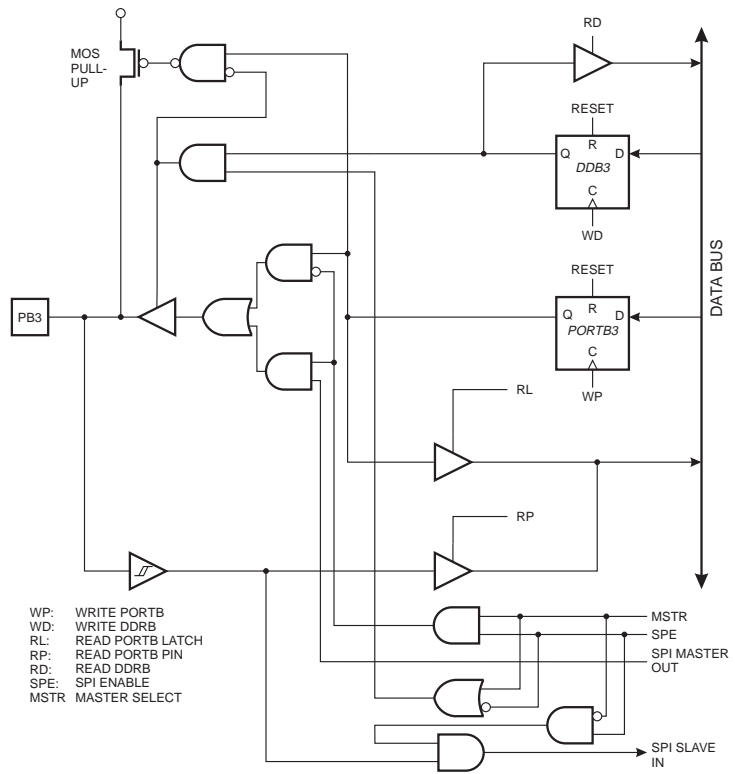 RD
MOS
PULL-
UP
RESET
R
Q
D
DDB3
C
WD
RESET
R
Q
D
PORTB3
C
WP
DATA BUS
PB3
RL
RP
WP: WRITE PORTB
WD: WRITE DDRB
RL: READ PORTB LATCH
RP: READ PORTB PIN
RD: READ DDRB
SPE: SPI ENABLE
MSTR MASTER SELECT
MSTR
SPE
SPI MASTER
OUT
SPI SLAVE
IN